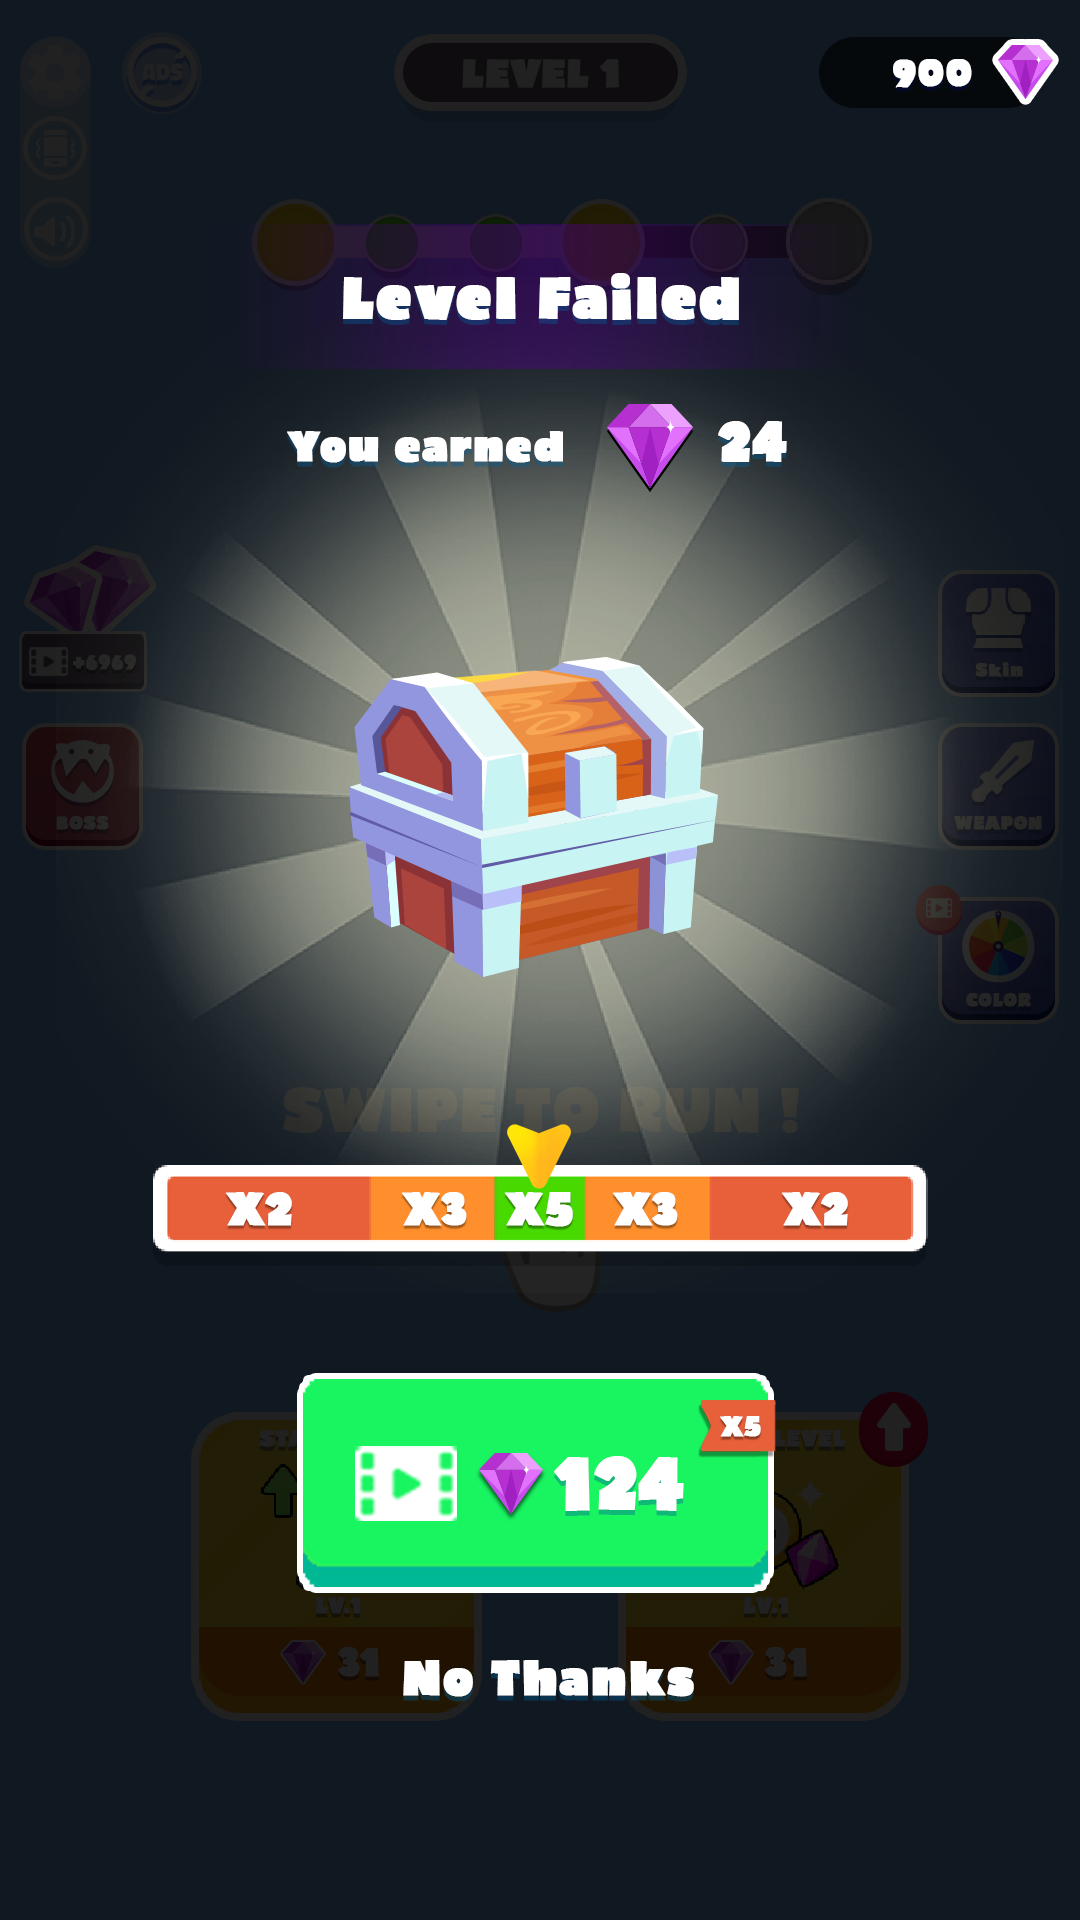 ADS
LEVEL 1
900
Level Failed
You earned 24
+6969
Skin
BOSS
WEAPON
COLOR
SWIPE TO RUN !
X2 X3 X5 X3 X2
X5
LEVEL
124
LV.1
LV.1
31
31
No Thanks